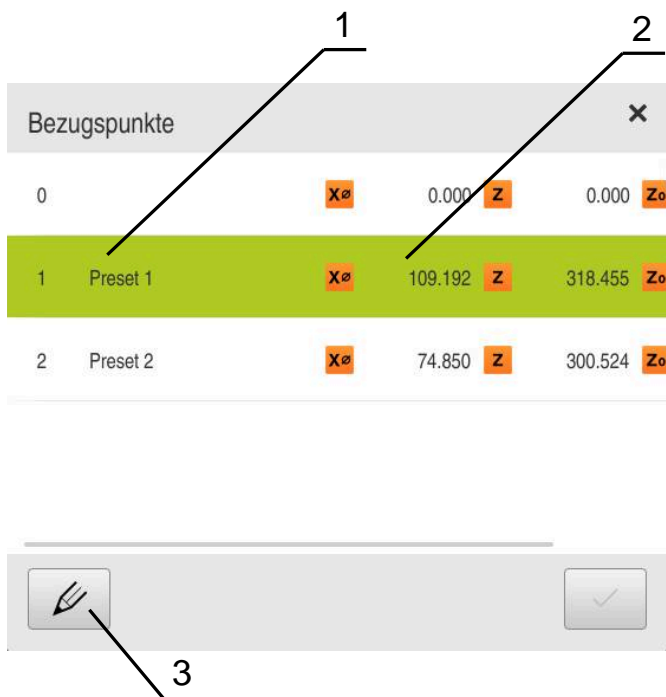 1 2
Bezugspunkte ×
0 X⌀ 0.000 Z 0.000 Zo
1 Preset 1 X⌀ 109.192 Z 318.455 Zo
2 Preset 2 X⌀ 74.850 Z 300.524 Zo
3